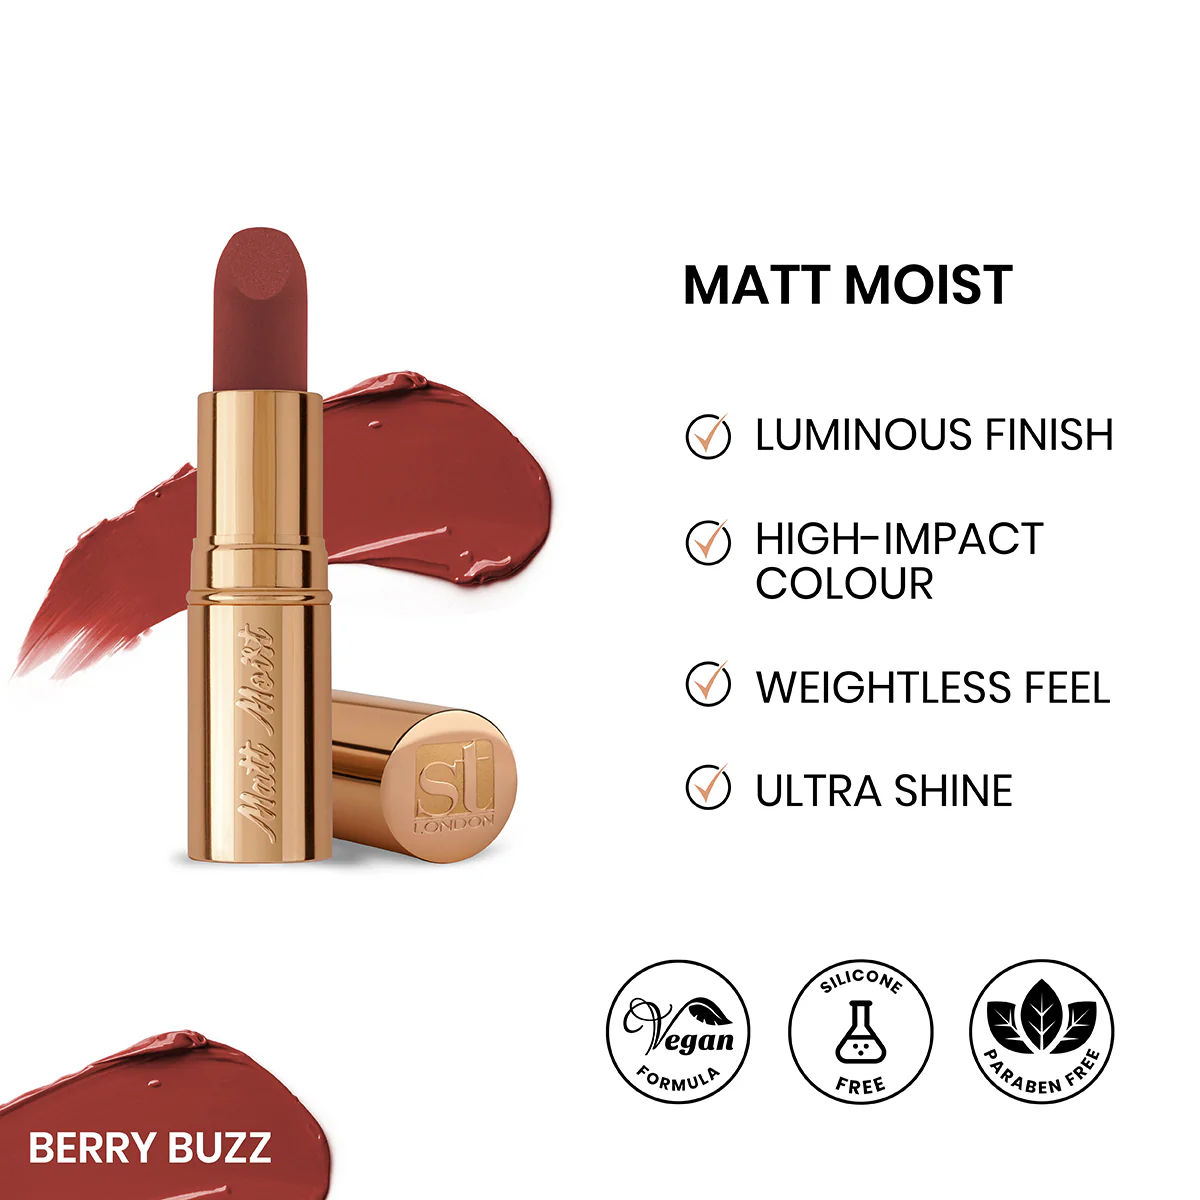 MATT MOIST
LUMINOUS FINISH
HIGH-IMPACT
COLOUR
WEIGHTLESS FEEL
ULTRA SHINE
Matt Moist
st
LONDON
Vegan
FORMULA
SILICONE
FREE
PARABEN FREE
BERRY BUZZ